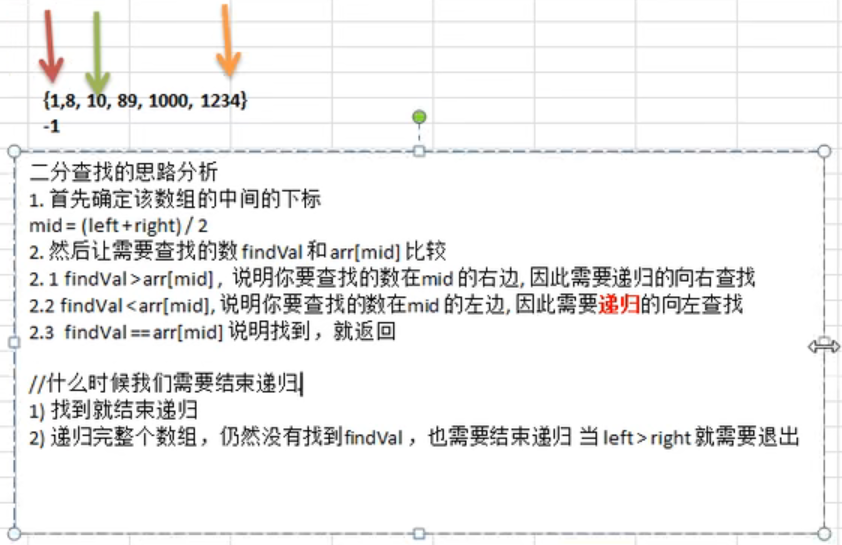 {1,8, 10, 89, 1000, 1234}
-1
二分查找的思路分析
1. 首先确定该数组的中间的下标
mid = (left + right) / 2
2. 然后让需要查找的数 findVal 和 arr[mid] 比较
2. 1 findVal > arr[mid] ,  说明你要查找的数在mid 的右边, 因此需要递归的向右查找
2.2 findVal < arr[mid], 说明你要查找的数在mid 的左边, 因此需要递归的向左查找
2.3  findVal == arr[mid] 说明找到，就返回
//什么时候我们需要结束递归
1) 找到就结束递归
2) 递归完整个数组，仍然没有找到findVal ，也需要结束递归 当 left > right 就需要退出